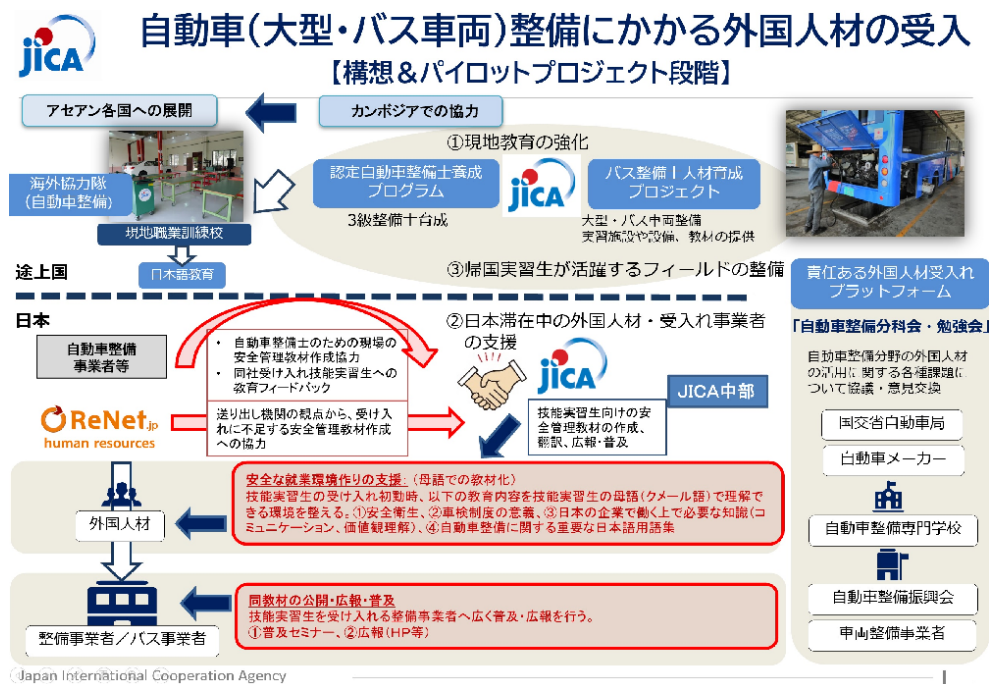 jICA
自動車（大型・バス車両）整備にかかる外国人材の受入
【構想＆パイロットプロジェクト段階】
アセアン各国への展開
カンボジアでの協力
①現地教育の強化
海外協力隊
（自動車整備）
認定自動車整備士養成
プログラム
jICA
バス整備Ⅰ人材育成
プロジェクト
3級整備士育成
大型・バス車両整備
実習施設や設備、教材の提供
現地職業訓練校
日本語教育
途上国
③帰国実習生が活躍するフィールドの整備
責任ある外国人材受入れ
プラットフォーム
日本
②日本滞在中の外国人材・受入れ事業者
の支援
「自動車整備分科会・勉強会」
自動車整備
事業者等
• 自動車整備士のための現場の
安全管理教材作成協力
• 同社受け入れ技能実習生への
教育フィードバック
jICA
JICA中部
自動車整備分野の外国人材
の活用に関する各種課題に
ついて協議・意見交換
ReNet.jp
human resources
送り出し機関の観点から、受け入
れに不足する安全管理教材作成
への協力
技能実習生向けの安
全管理教材の作成、
翻訳、広報・普及
国交省自動車局
自動車メーカー
自動車整備専門学校
自動車整備振興会
車両整備事業者
外国人材
安全な就業環境作りの支援：（母語での教材化）
技能実習生の受け入れ初動時、以下の教育内容を技能実習生の母語（クメール語）で理解で
きる環境を整える。①安全衛生、②車検制度の意義、③日本の企業で働く上で必要な知識（コ
ミュニケーション、価値観理解）、④自動車整備に関する重要な日本語用語集
整備事業者／バス事業者
同教材の公開・広報・普及
技能実習生を受け入れる整備事業者へ広く普及・広報を行う。
①普及セミナー、②広報（HP等）
Japan International Cooperation Agency